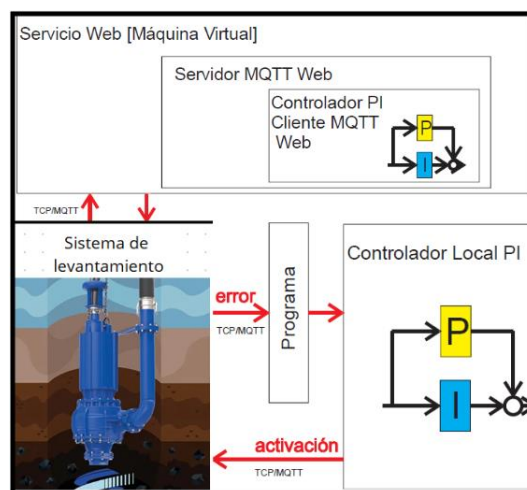 Servicio Web [Máquina Virtual]
Servidor MQTT Web
Controlador PI
Cliente MQTT
Web
P
I
TCP/MQTT
Sistema de
levantamiento
error
TCP/MQTT
Programa
Controlador Local PI
P
I
activación
TCP/MQTT